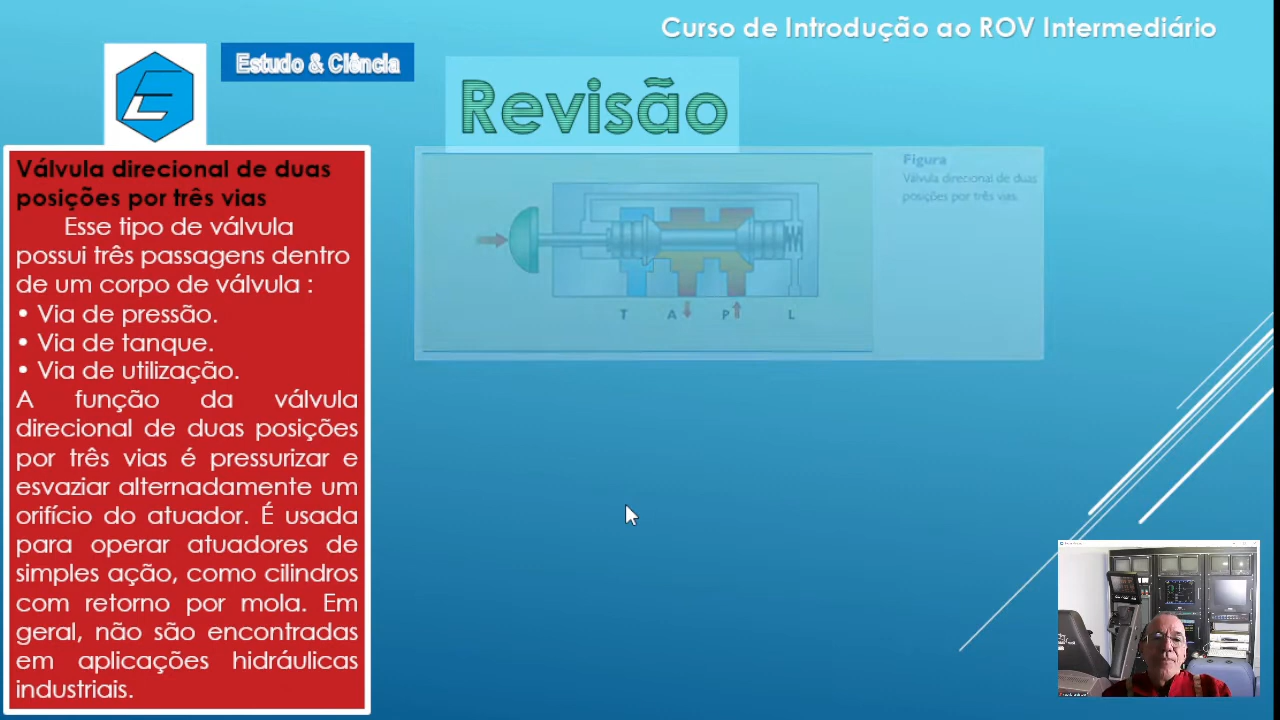 Curso de Introdução ao ROV Intermediário
Estudo & Ciência
Revisão
Válvula direcional de duas
posições por três vias
Esse tipo de válvula
possui três passagens dentro
de um corpo de válvula :
• Via de pressão.
• Via de tanque.
• Via de utilização.
A função da válvula
direcional de duas posições
por três vias é pressurizar e
esvaziar alternadamente um
orifício do atuador. É usada
para operar atuadores de
simples ação, como cilindros
com retorno por mola. Em
geral, não são encontradas
em aplicações hidráulicas
industriais.
Figura
Válvula direcional de duas
posições por três vias.
T A P L